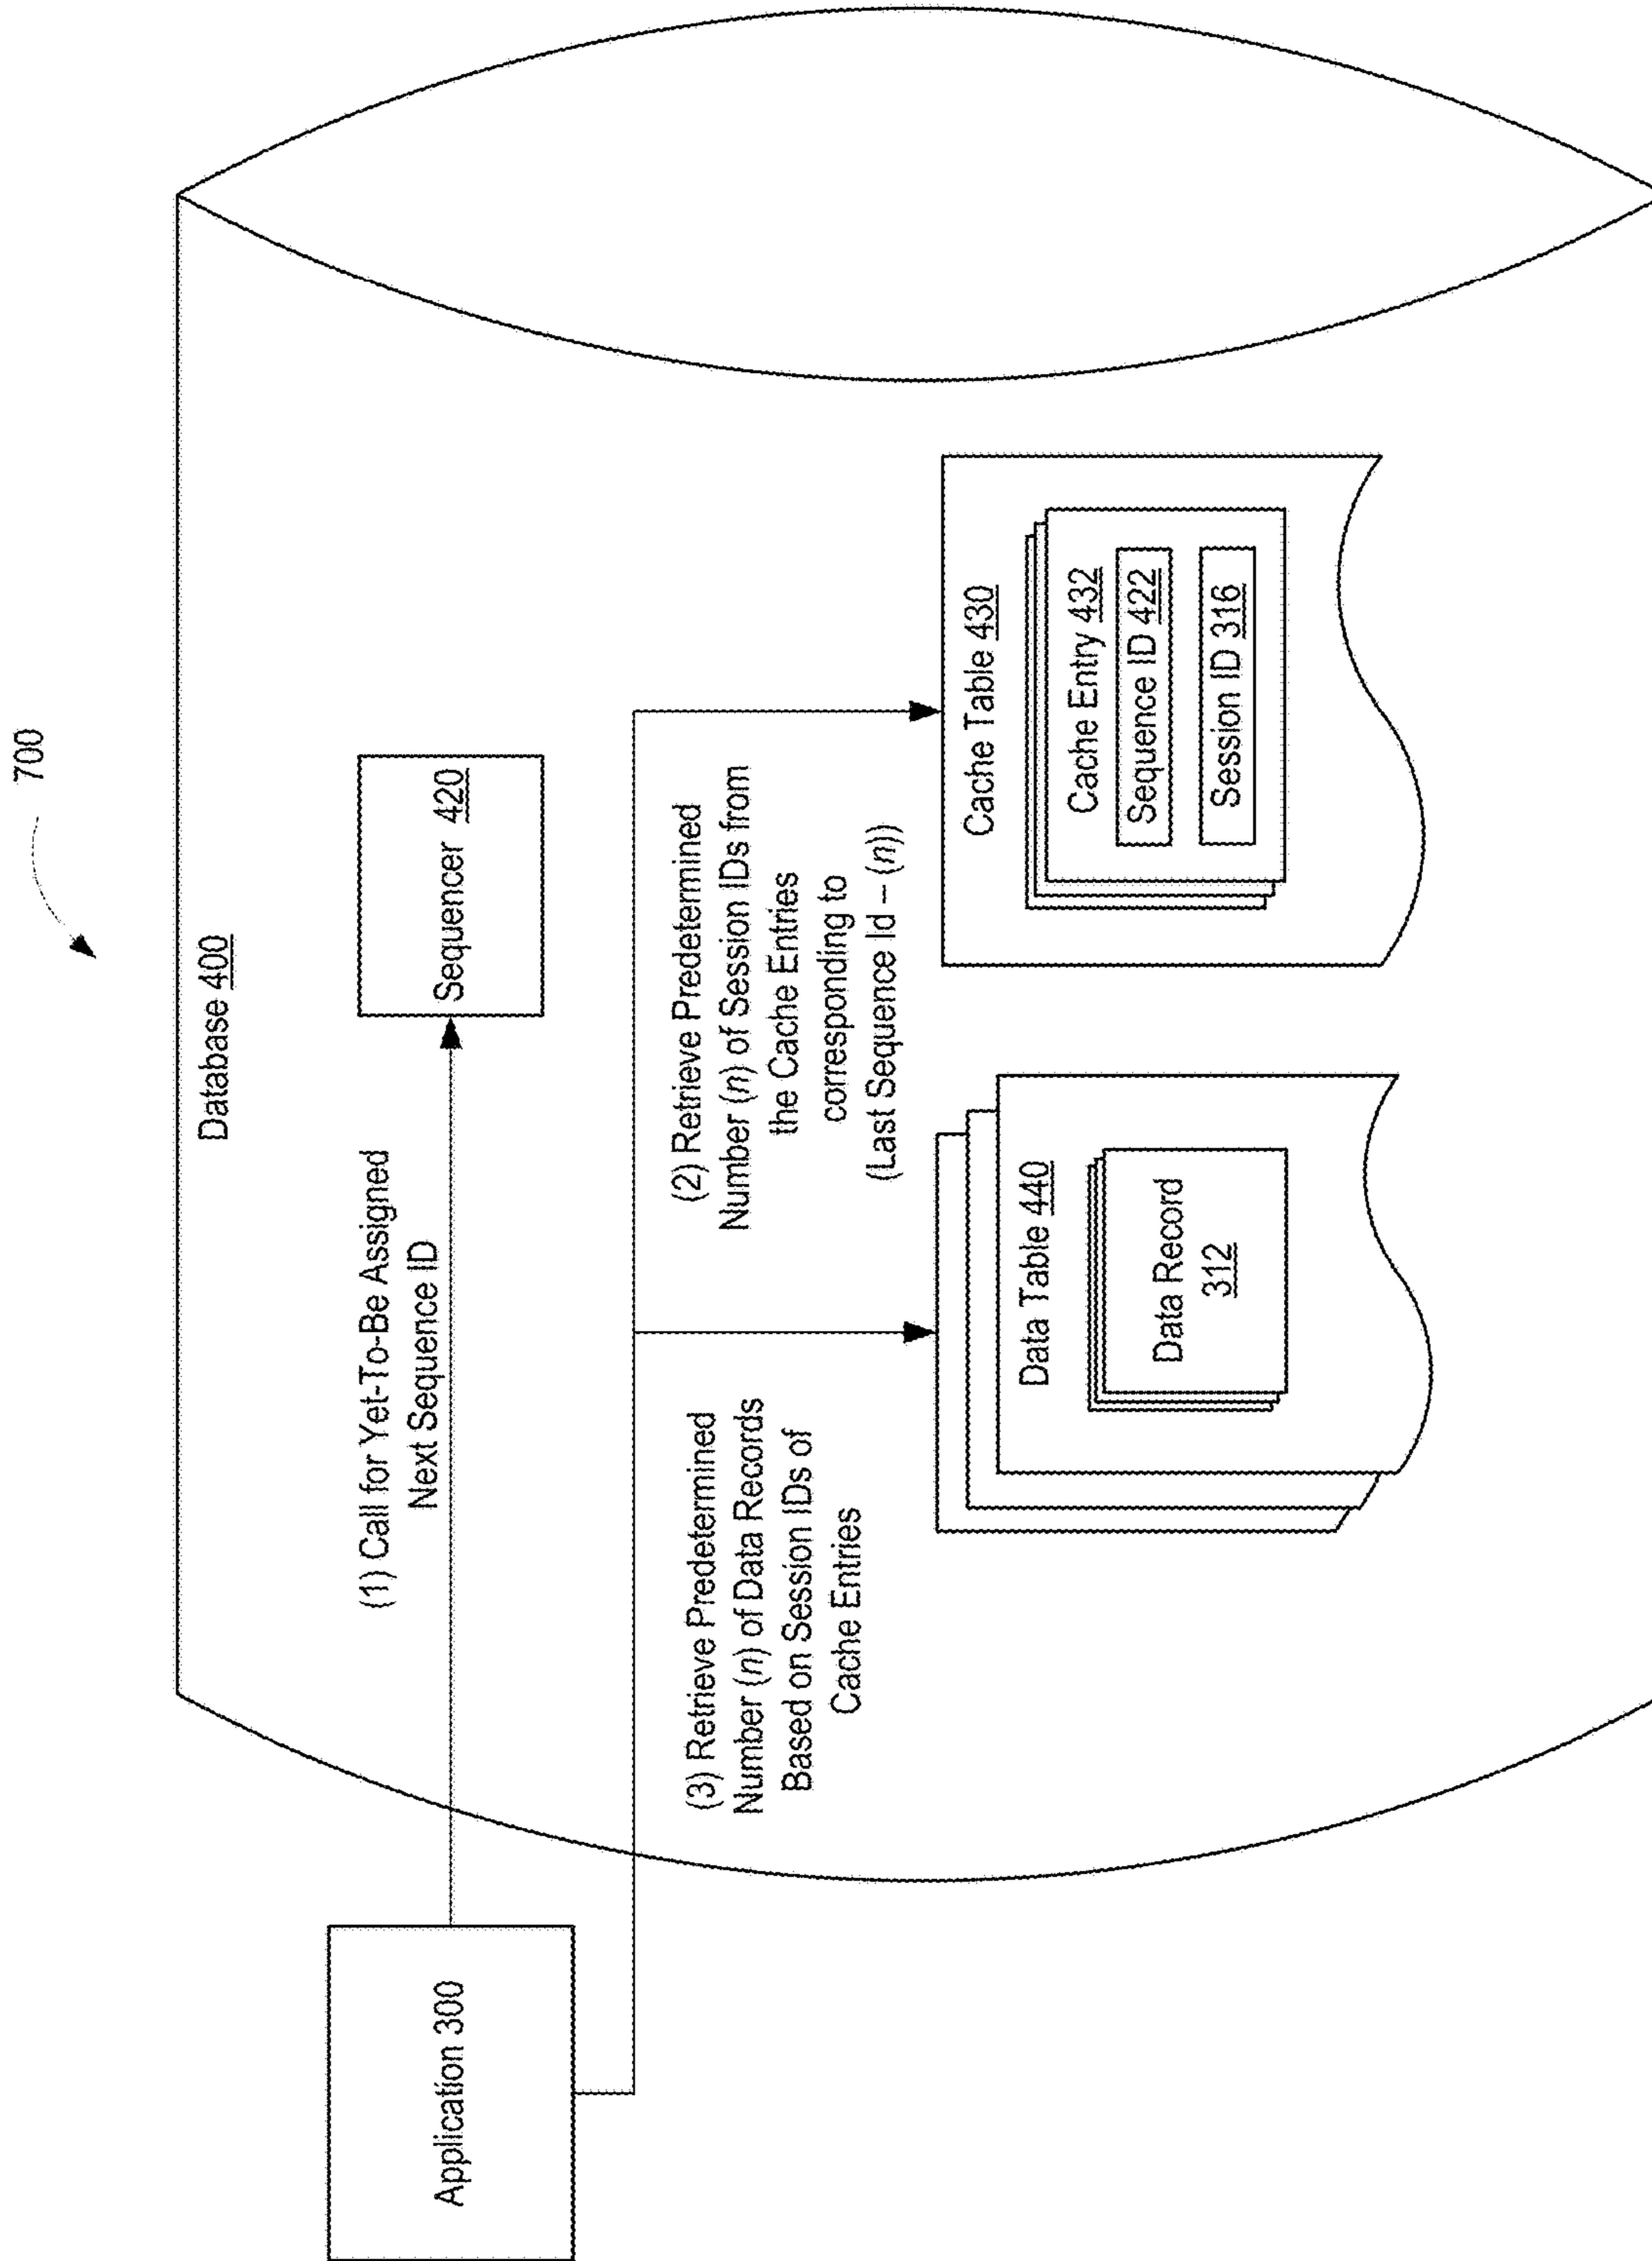 700
Database 400
(1) Call for Yet-To-Be Assigned
Next Sequence ID
Sequencer 420
Application 300
(3) Retrieve Predetermined
Number (n) of Data Records
Based on Session IDs of
Cache Entries
(2) Retrieve Predetermined
Number (n) of Session IDs from
the Cache Entries
corresponding to
(Last Sequence Id – (n))
Data Table 440
Data Record
312
Cache Table 430
Cache Entry 432
Sequence ID 422
Session ID 316